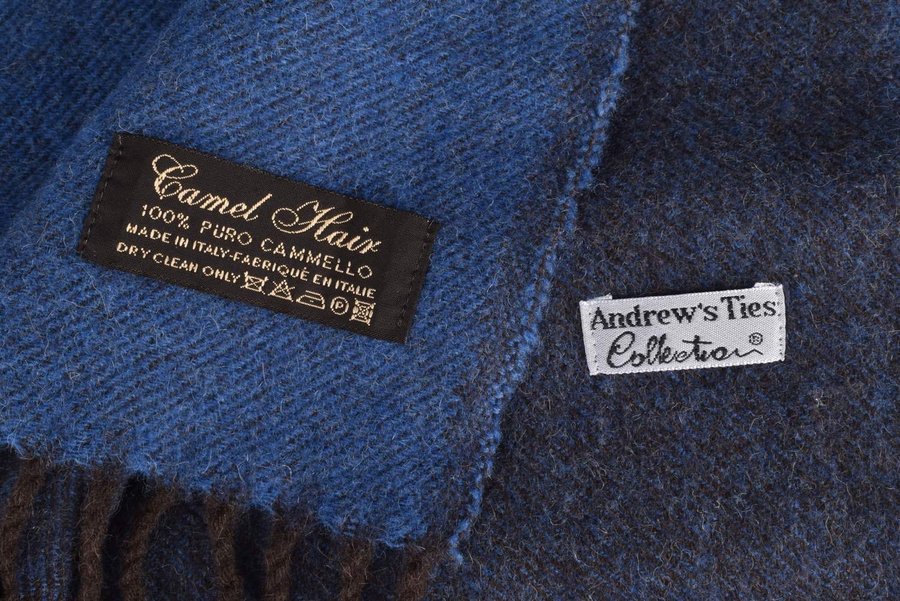 Camel Hair
100% PURO CAMMELLO
MADE IN ITALY-FABRIQUÉ EN ITALIE
DRY CLEAN ONLY P
Andrew's Ties
Collection ®